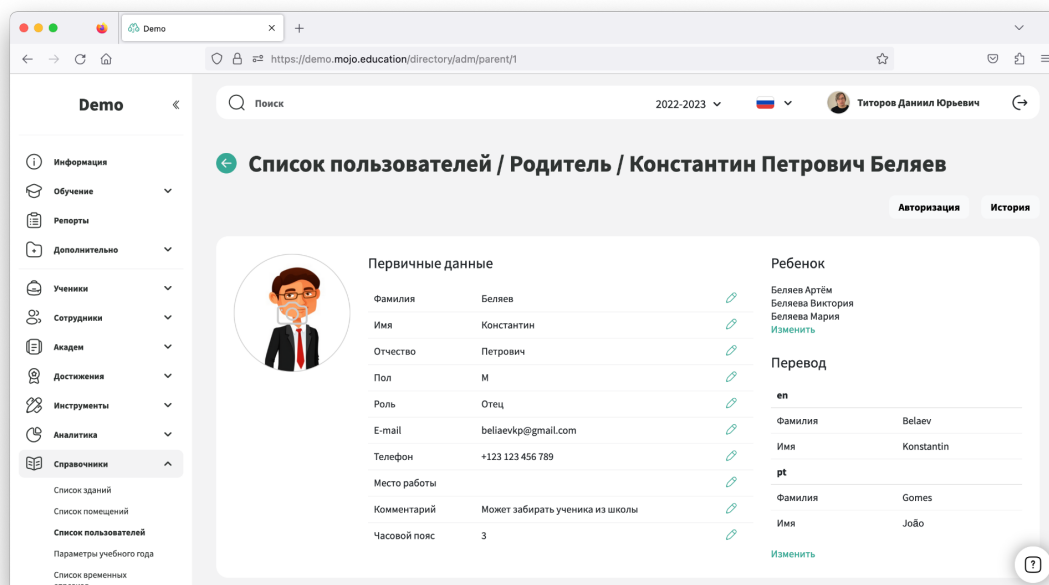 Demo
https://demo.mojo.education/directory/adm/parent/1
Demo
Поиск
2022-2023
Титоров Даниил Юрьевич
Информация
Обучение
Репорты
Дополнительно
Ученики
Сотрудники
Академ
Достижения
Инструменты
Аналитика
Справочники
Список зданий
Список помещений
Список пользователей
Параметры учебного года
Список временных
Список пользователей / Родитель / Константин Петрович Беляев
Авторизация
История
Первичные данные
Фамилия Беляев
Имя Константин
Отчество Петрович
Пол М
Роль Отец
E-mail beliaevkp@gmail.com
Телефон +123 123 456 789
Место работы
Комментарий Может забирать ученика из школы
Часовой пояс 3
Ребенок
Беляев Артём
Беляева Виктория
Беляева Мария
Изменить
Перевод
en
Фамилия Belaev
Имя Konstantin
pt
Фамилия Gomes
Имя João
Изменить
?